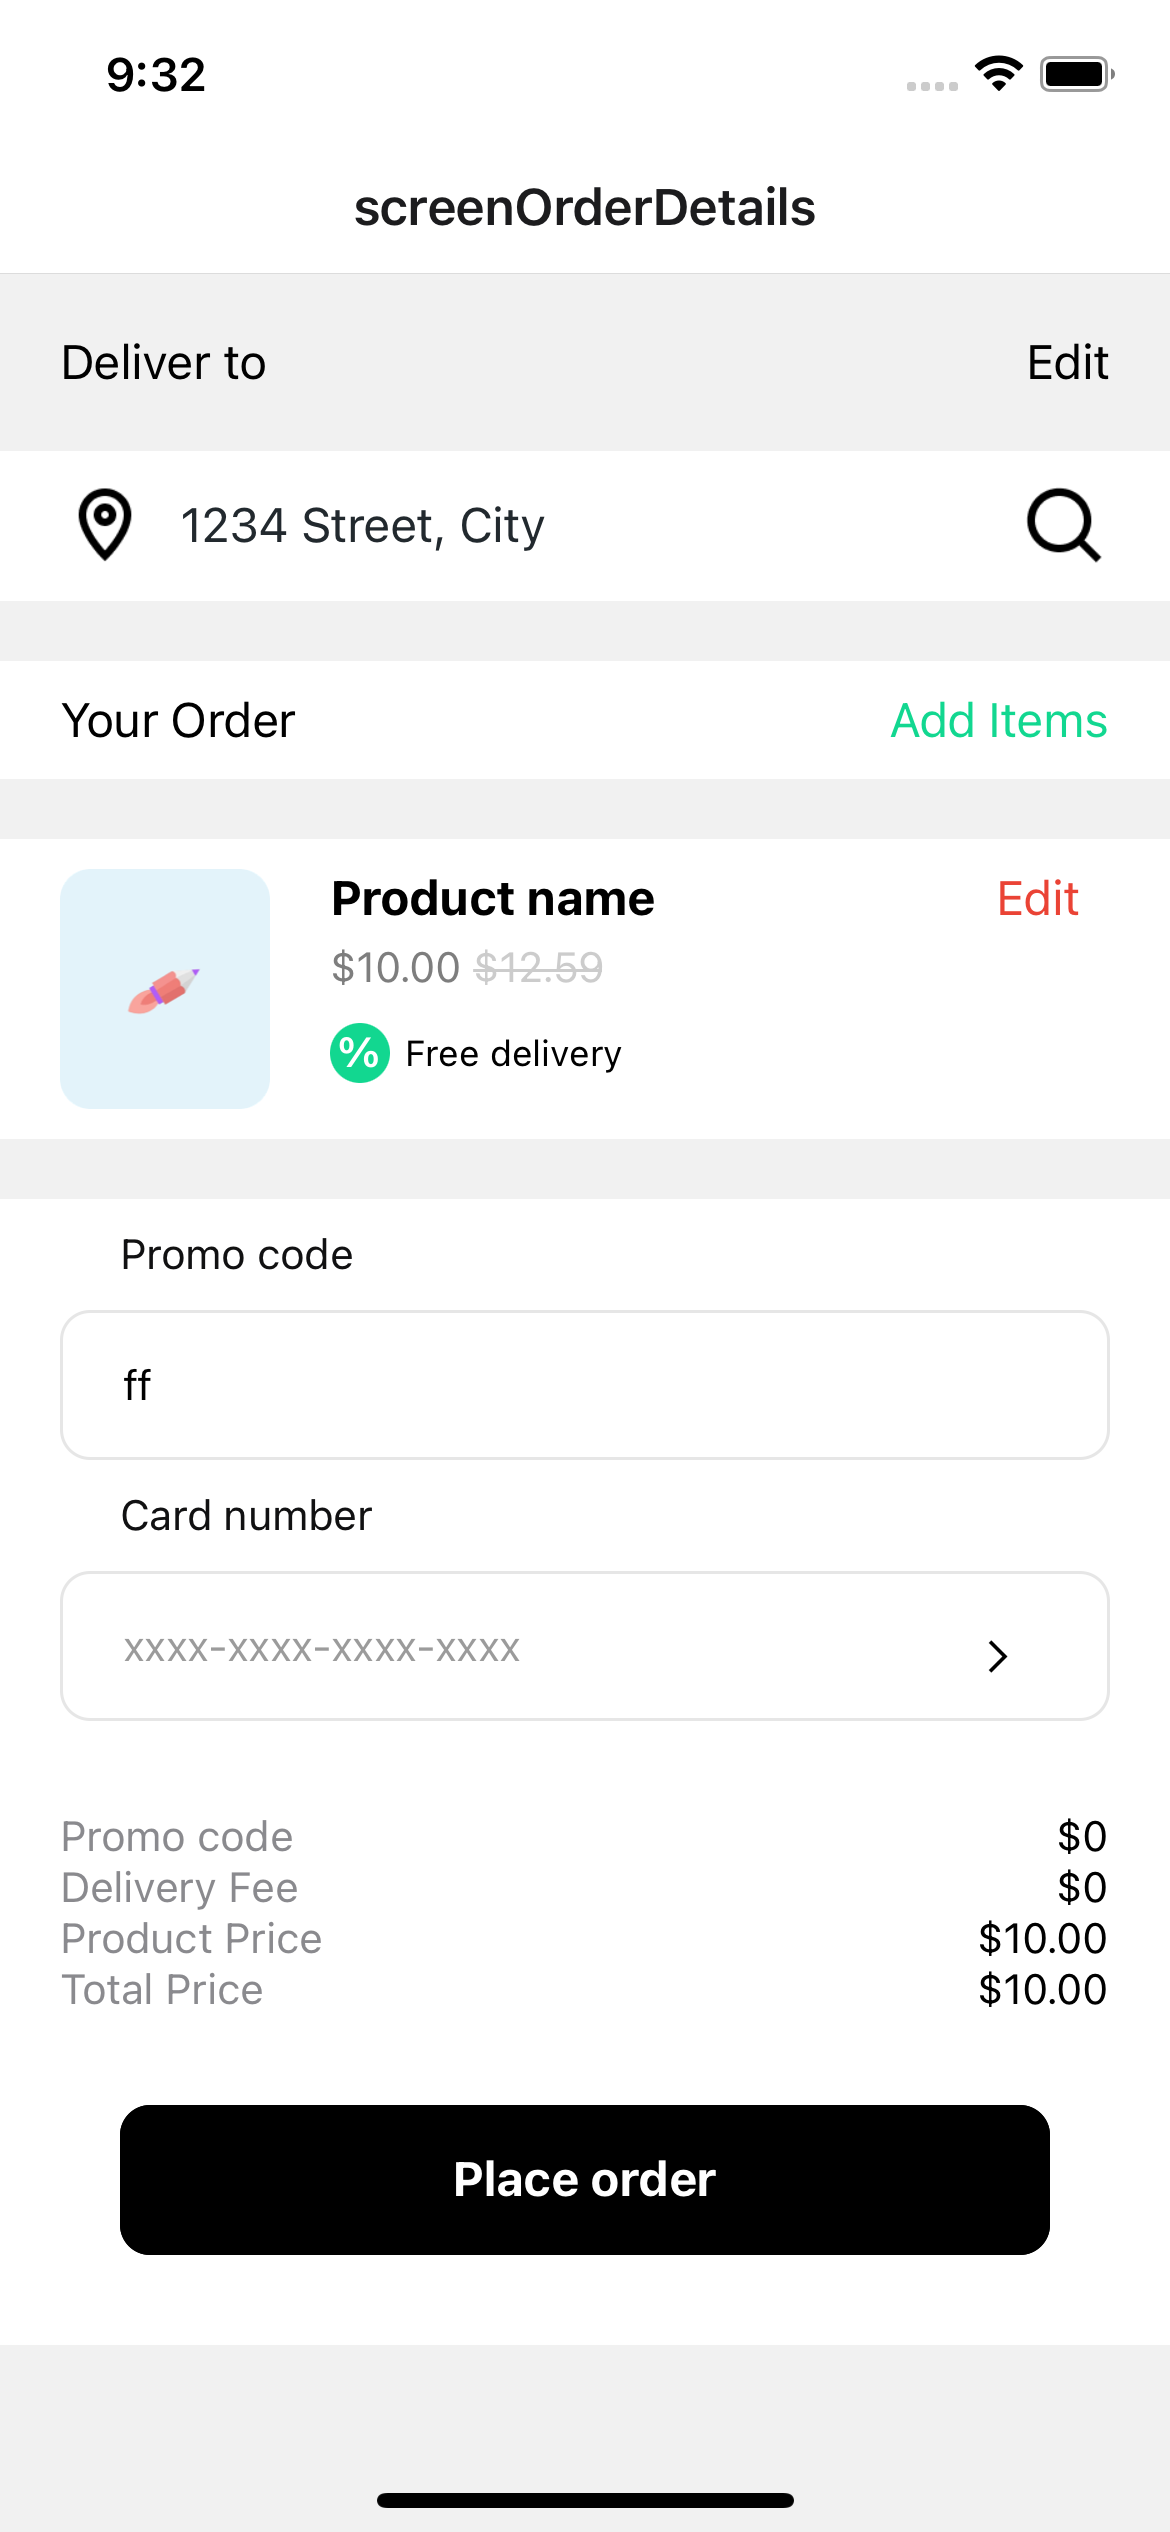 9:32
screenOrderDetails
Deliver to Edit
1234 Street, City
Your Order Add Items
Product name Edit
$10.00 $12.59
% Free delivery
Promo code
ff
Card number
xxxx-xxxx-xxxx-xxxx
Promo code $0
Delivery Fee $0
Product Price $10.00
Total Price $10.00
Place order